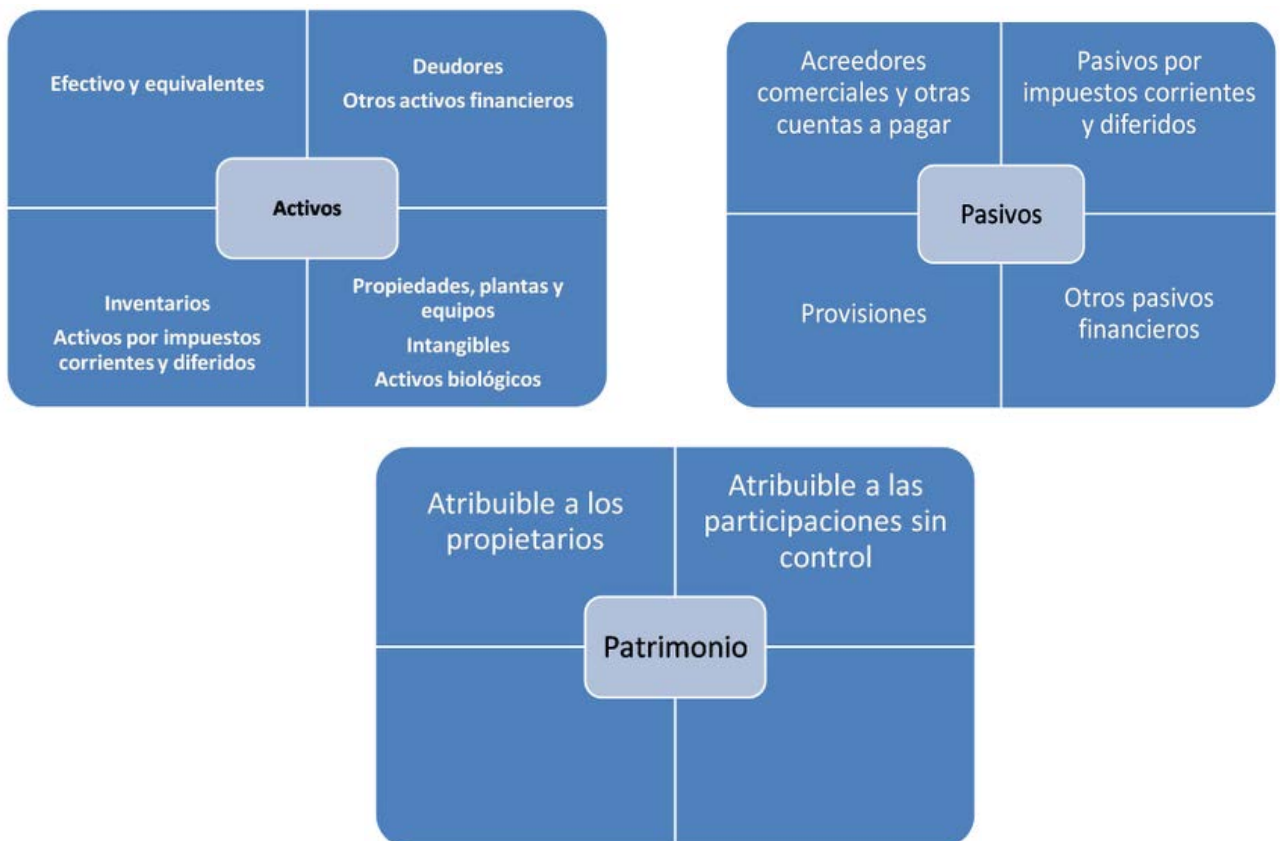 Efectivo y equivalentes
Deudores
Otros activos financieros
Activos
Inventarios
Activos por impuestos
corrientes y diferidos
Propiedades, plantas y
equipos
Intangibles
Activos biológicos
Acreedores
comerciales y otras
cuentas a pagar
Pasivos por
impuestos corrientes
y diferidos
Pasivos
Provisiones
Otros pasivos
financieros
Atribuible a los
propietarios
Atribuible a las
participaciones sin
control
Patrimonio